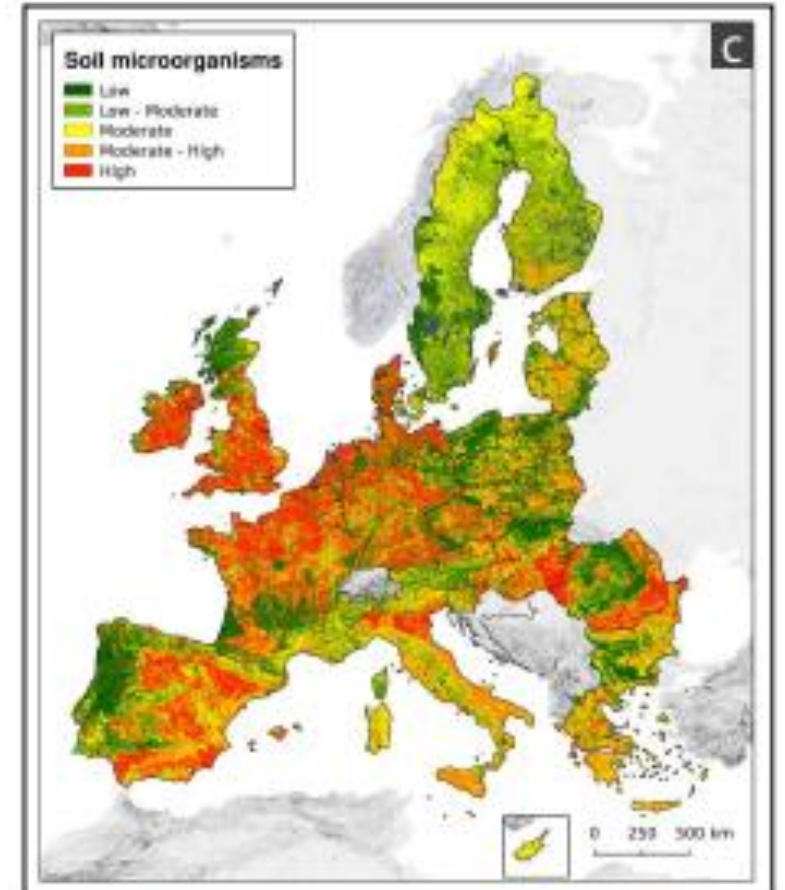 C
Soil microorganisms
Low
Low - Moderate
Moderate
Moderate - High
High
0 250 500 km